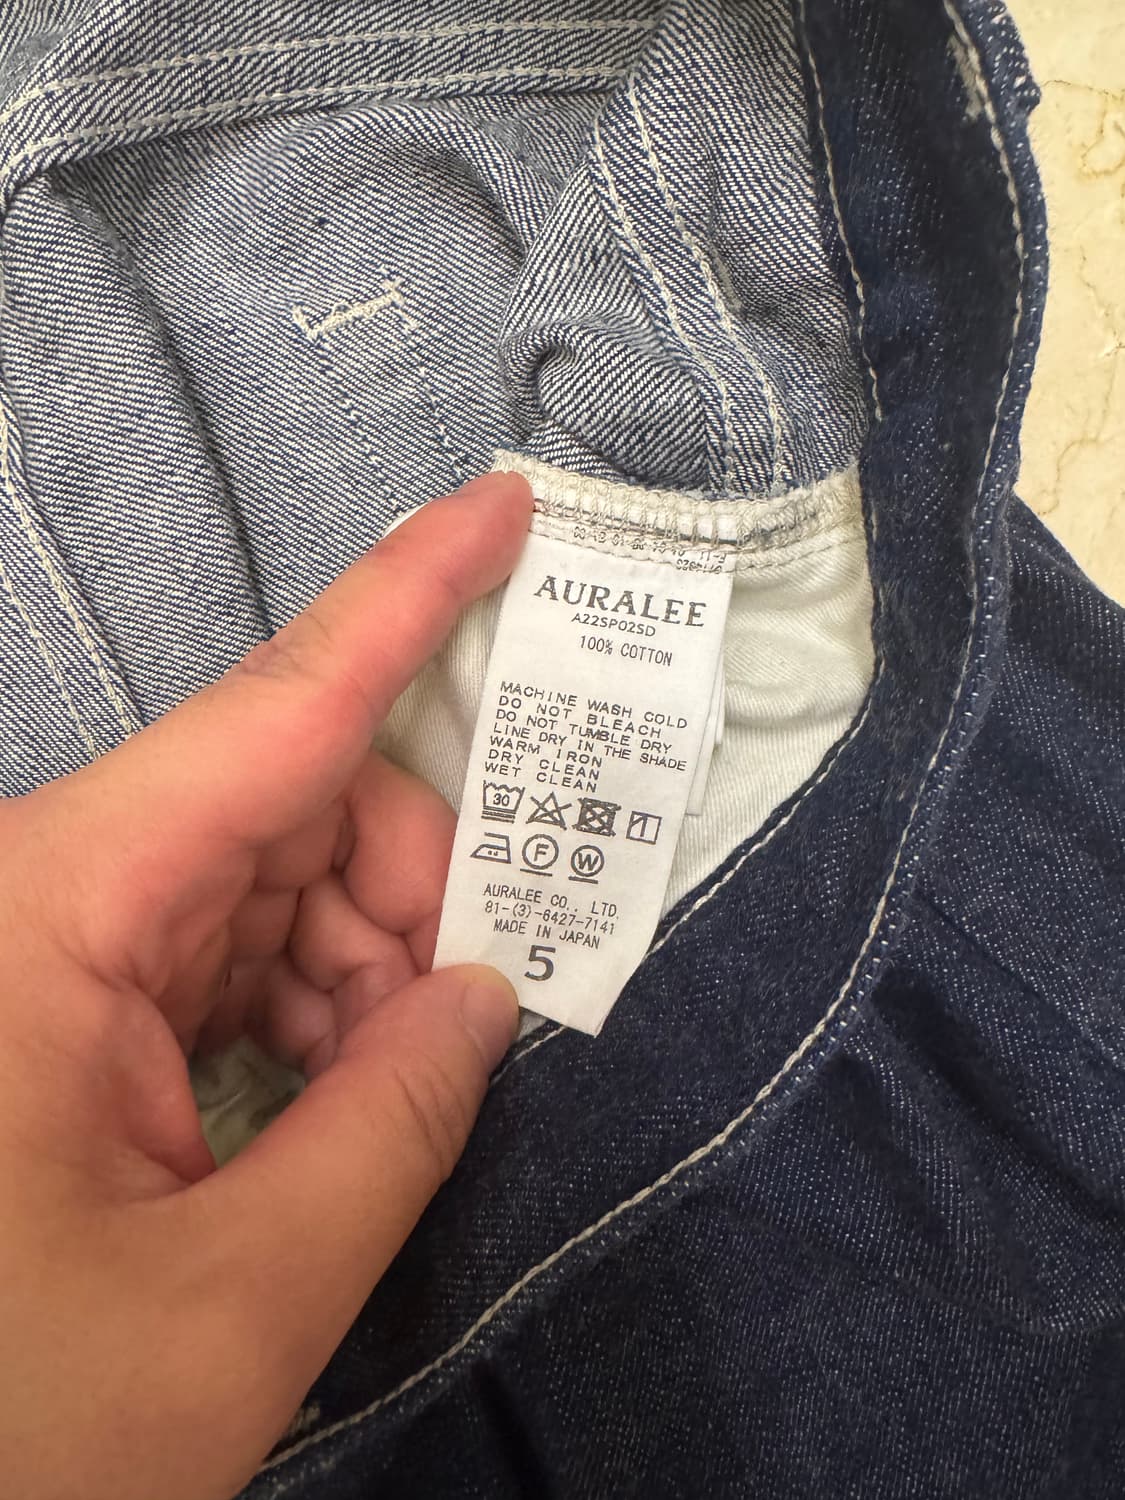 AURALEE
A22SP02SD
100% COTTON
MACHINE WASH COLD
DO NOT BLEACH
DO NOT TUMBLE DRY
LINE DRY IN THE SHADE
WARM IRON
DRY CLEAN
WET CLEAN
30
F W
AURALEE CO., LTD.
81-(3)-6427-7141
MADE IN JAPAN
5